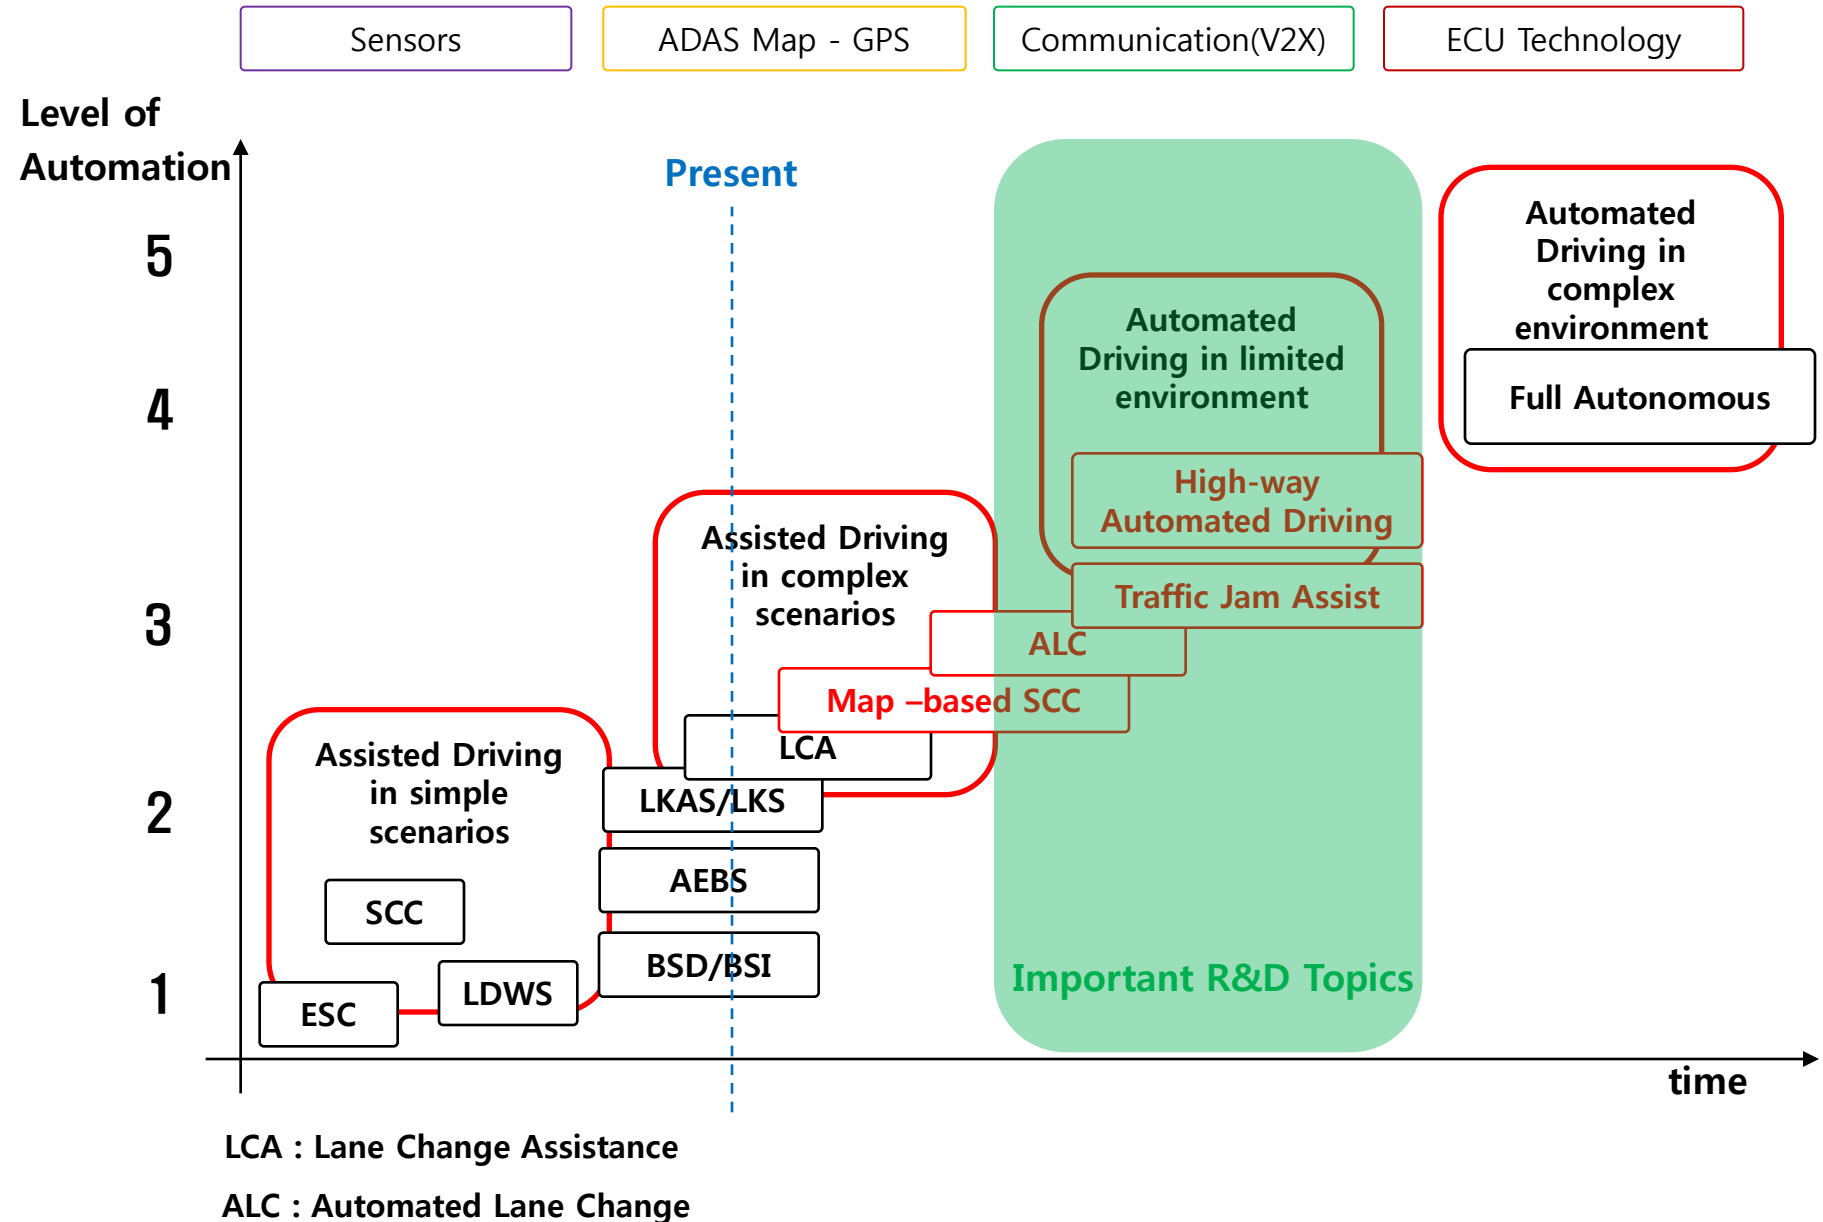 Sensors
ADAS Map - GPS
Communication(V2X)
ECU Technology
Level of
Automation
Present
5
4
3
2
1
Automated
Driving in
complex
environment
Full Autonomous
Automated
Driving in limited
environment
High-way
Automated Driving
Traffic Jam Assist
Assisted Driving
in complex
scenarios
ALC
Map –based SCC
LCA
LKAS/LKS
AEBS
BSD/BSI
Assisted Driving
in simple
scenarios
SCC
LDWS
ESC
Important R&D Topics
time
LCA : Lane Change Assistance
ALC : Automated Lane Change